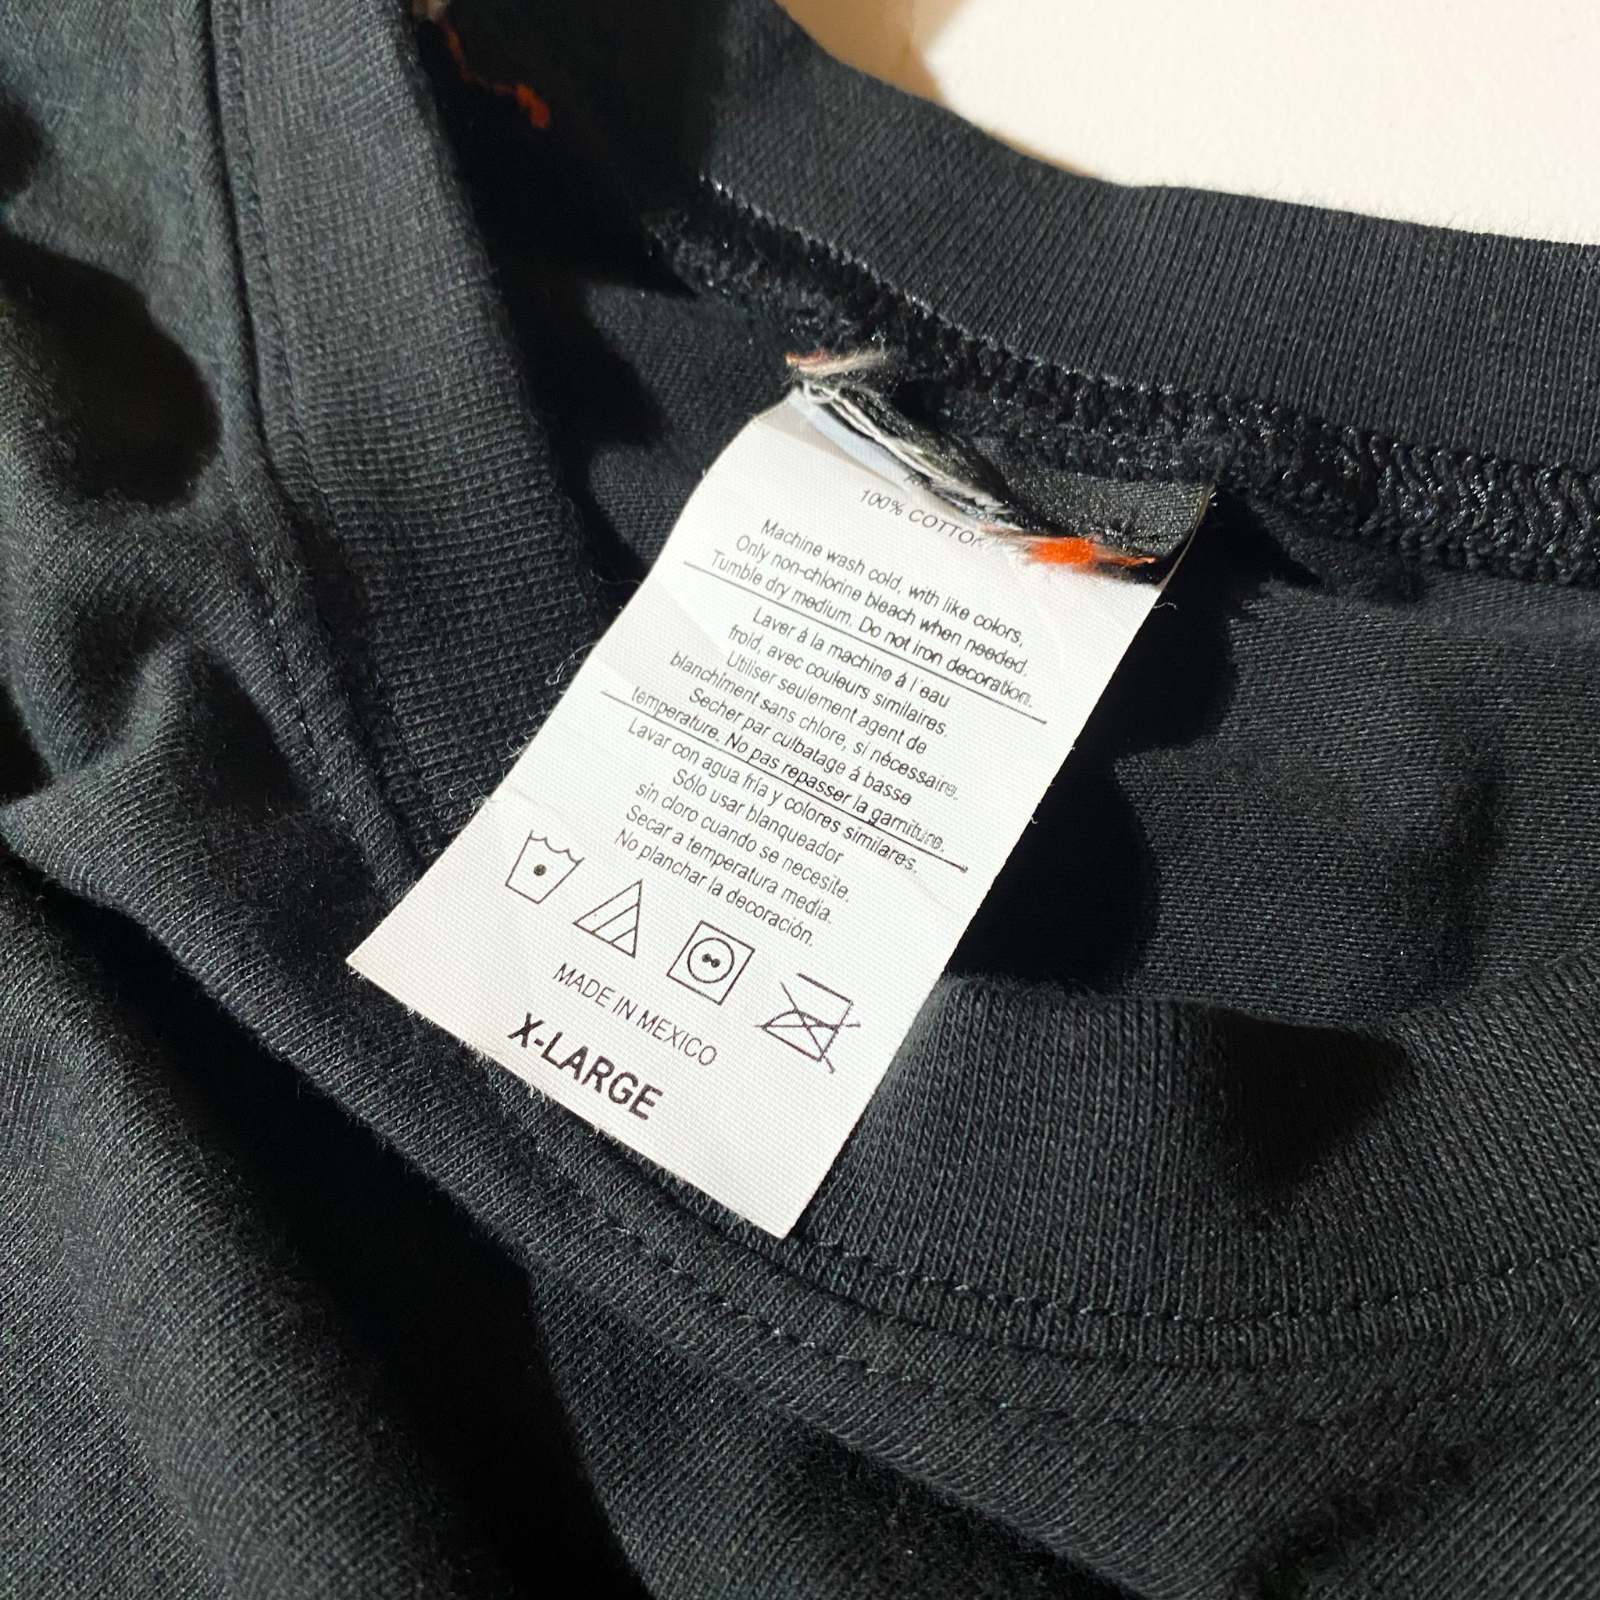 100% COTTON
Machine wash cold, with like colors,
Only non-chlorine bleach when needed.
Tumble dry medium. Do not iron decoration.
Laver á la machine á l'eau
froid, avec couleurs similaires.
Utiliser seulement agent de
blanchiment sans chlore, si nécessaire.
Secher par culbatage á basse
temperature. No pas repasser la garniture.
Lavar con agua fría y colores similares.
Sólo usar blanqueador
sin cloro cuando se necesite.
Secar a temperatura media.
No planchar la decoración.
MADE IN MEXICO
X-LARGE